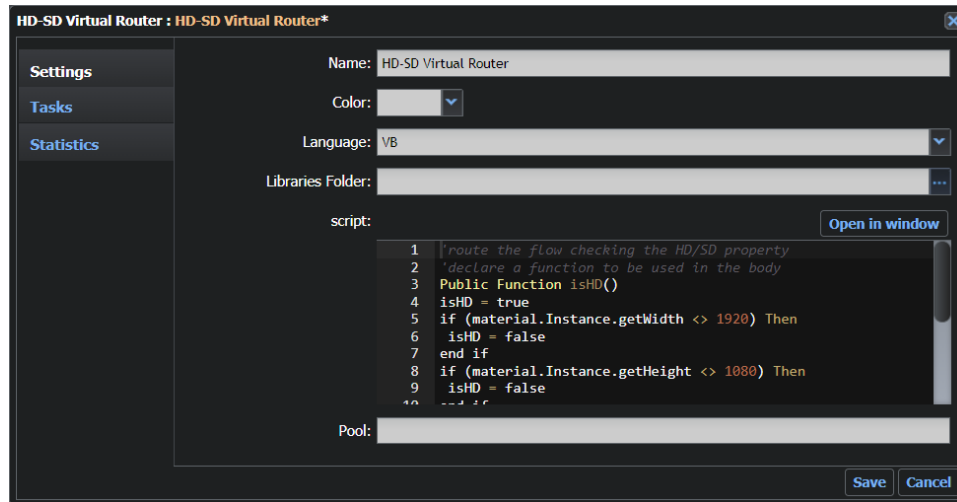 HD-SD Virtual Router : HD-SD Virtual Router*
Settings
Tasks
Statistics
Name: HD-SD Virtual Router
Color:
Language: VB
Libraries Folder:
...
script:
Open in window
1 'route the flow checking the HD/SD property
2 'declare a function to be used in the body
3 Public Function isHD()
4 isHD = true
5 if (material.Instance.getWidth <> 1920) Then
6 isHD = false
7 end if
8 if (material.Instance.getHeight <> 1080) Then
9 isHD = false
10 end if
Pool:
Save Cancel